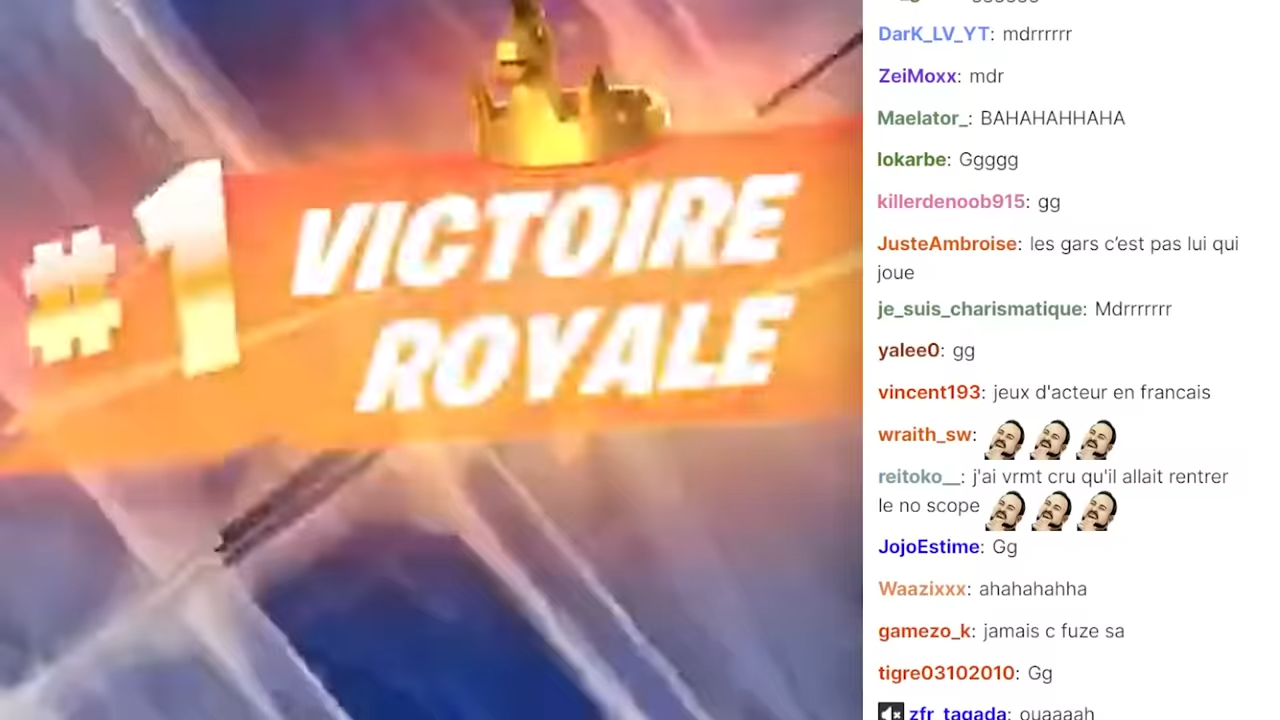 #1
VICTOIRE
ROYALE
DarK_LV_YT: mdrrrrrr
ZeiMoxx: mdr
Maelator_: BAHAHAHHAHA
lokarbe: Ggggg
killerdenoob915: gg
JusteAmbroise: les gars c’est pas lui qui
joue
je_suis_charismatique: Mdrrrrrrr
yalee0: gg
vincent193: jeux d'acteur en francais
wraith_sw:
reitoko__: j'ai vrmt cru qu'il allait rentrer
le no scope
JojoEstime: Gg
Waazixxx: ahahahahha
gamezo_k: jamais c fuze sa
tigre03102010: Gg
zfr_tagada: ouaaaah